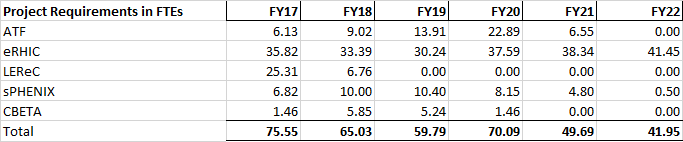 Project Requirements in FTEs FY17 FY18 FY19 FY20 FY21 FY22
ATF 6.13 9.02 13.91 22.89 6.55 0.00
eRHIC 35.82 33.39 30.24 37.59 38.34 41.45
LEReC 25.31 6.76 0.00 0.00 0.00 0.00
sPHENIX 6.82 10.00 10.40 8.15 4.80 0.50
CBETA 1.46 5.85 5.24 1.46 0.00 0.00
Total 75.55 65.03 59.79 70.09 49.69 41.95